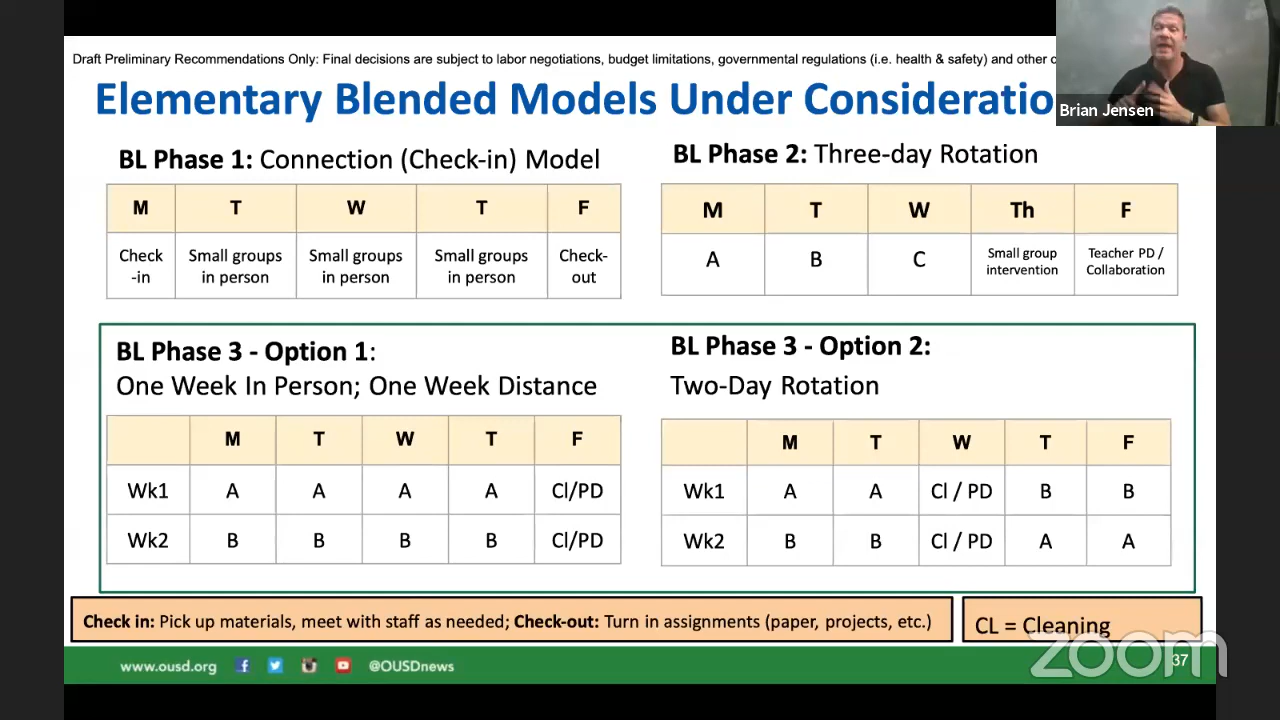 Draft Preliminary Recommendations Only: Final decisions are subject to labor negotiations, budget limitations, governmental regulations (i.e. health & safety) and other
Elementary Blended Models Under Consideratio
Brian Jensen
BL Phase 1: Connection (Check-in) Model
M T W T F
Check
-in
Small groups
in person
Small groups
in person
Small groups
in person
Check-
out
BL Phase 2: Three-day Rotation
M T W Th F
A B C
Small group
intervention
Teacher PD /
Collaboration
BL Phase 3 - Option 1:
One Week In Person; One Week Distance
M T W T F
Wk1 A A A A Cl/PD
Wk2 B B B B Cl/PD
BL Phase 3 - Option 2:
Two-Day Rotation
M T W T F
Wk1 A A Cl / PD B B
Wk2 B B Cl / PD A A
Check in: Pick up materials, meet with staff as needed; Check-out: Turn in assignments (paper, projects, etc.)
CL = Cleaning
www.ousd.org @OUSDnews
37
zoom